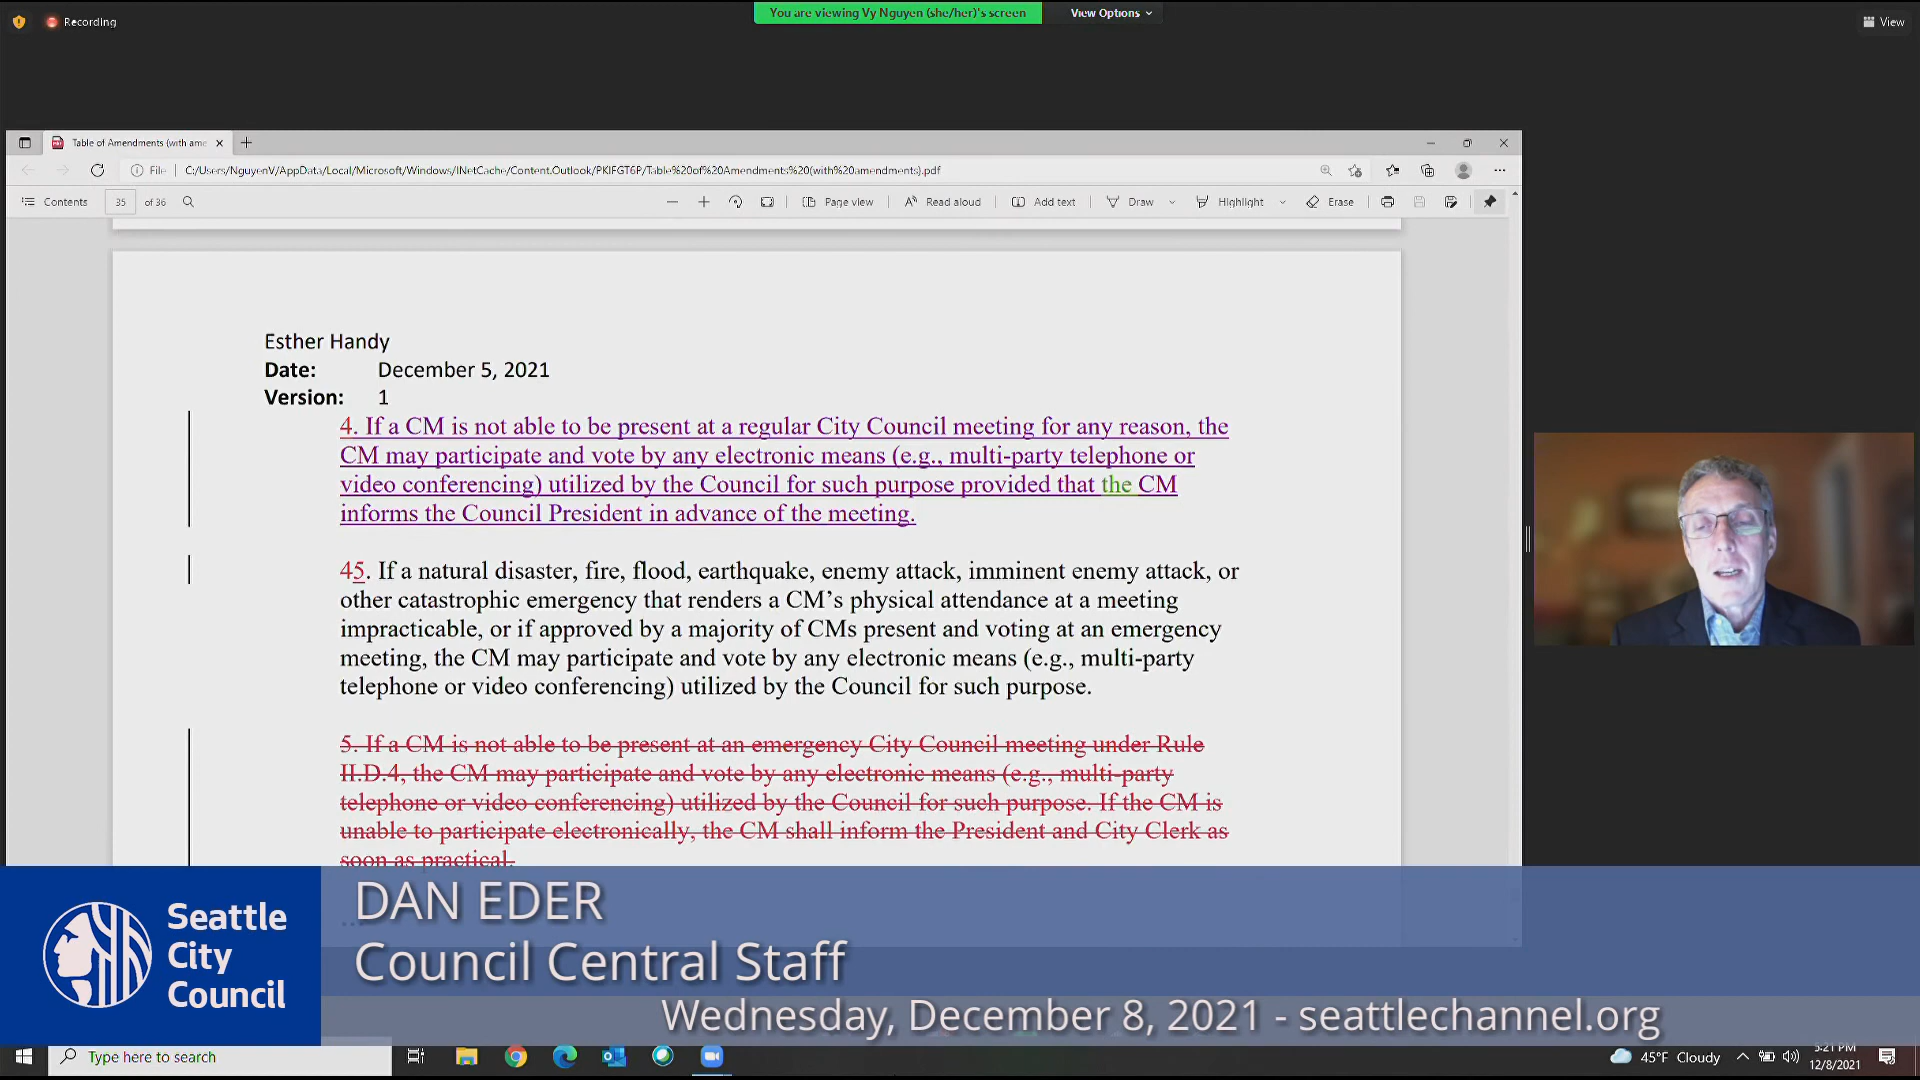 Recording
You are viewing Vy Nguyen (she/her)'s screen
View Options
View
Table of Amendments (with ame
File
C:/Users/NguyenV/AppData/Local/Microsoft/Windows/INetCache/Content.Outlook/PKIFGT6P/Table%20of%20Amendments%20(with%20amendments).pdf
Contents
35
of 36
Page view
Read aloud
Add text
Draw
Highlight
Erase
Esther Handy
Date: December 5, 2021
Version: 1
4. If a CM is not able to be present at a regular City Council meeting for any reason, the
CM may participate and vote by any electronic means (e.g., multi-party telephone or
video conferencing) utilized by the Council for such purpose provided that the CM
informs the Council President in advance of the meeting.
45. If a natural disaster, fire, flood, earthquake, enemy attack, imminent enemy attack, or
other catastrophic emergency that renders a CM’s physical attendance at a meeting
impracticable, or if approved by a majority of CMs present and voting at an emergency
meeting, the CM may participate and vote by any electronic means (e.g., multi-party
telephone or video conferencing) utilized by the Council for such purpose.
5. If a CM is not able to be present at an emergency City Council meeting under Rule
II.D.4, the CM may participate and vote by any electronic means (e.g., multi-party
telephone or video conferencing) utilized by the Council for such purpose. If the CM is
unable to participate electronically, the CM shall inform the President and City Clerk as
soon as practical.
...
Seattle
City
Council
DAN EDER
Council Central Staff
Wednesday, December 8, 2021 - seattlechannel.org
Type here to search
45°F Cloudy
5:21 PM
12/8/2021